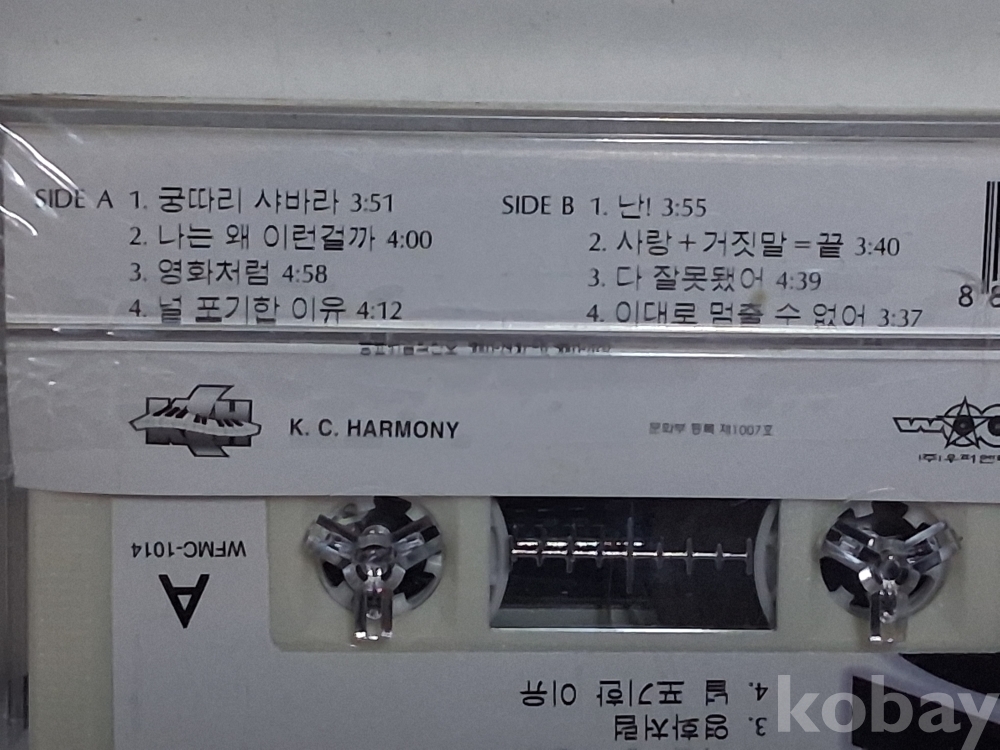 SIDE A 1. 궁따리 샤바라 3:51
2. 나는 왜 이런걸까 4:00
3. 영화처럼 4:58
4. 널 포기한 이유 4:12
SIDE B 1. 난! 3:55
2. 사랑+거짓말=끝 3:40
3. 다 잘못됐어 4:39
4. 이대로 멈출 수 없어 3:37
8
K. C. HARMONY
문화부 등록 제1007호
(주)우퍼엔
WFMC-1014
A
4. 널 포기한 이유
3. 영화처럼
kobay